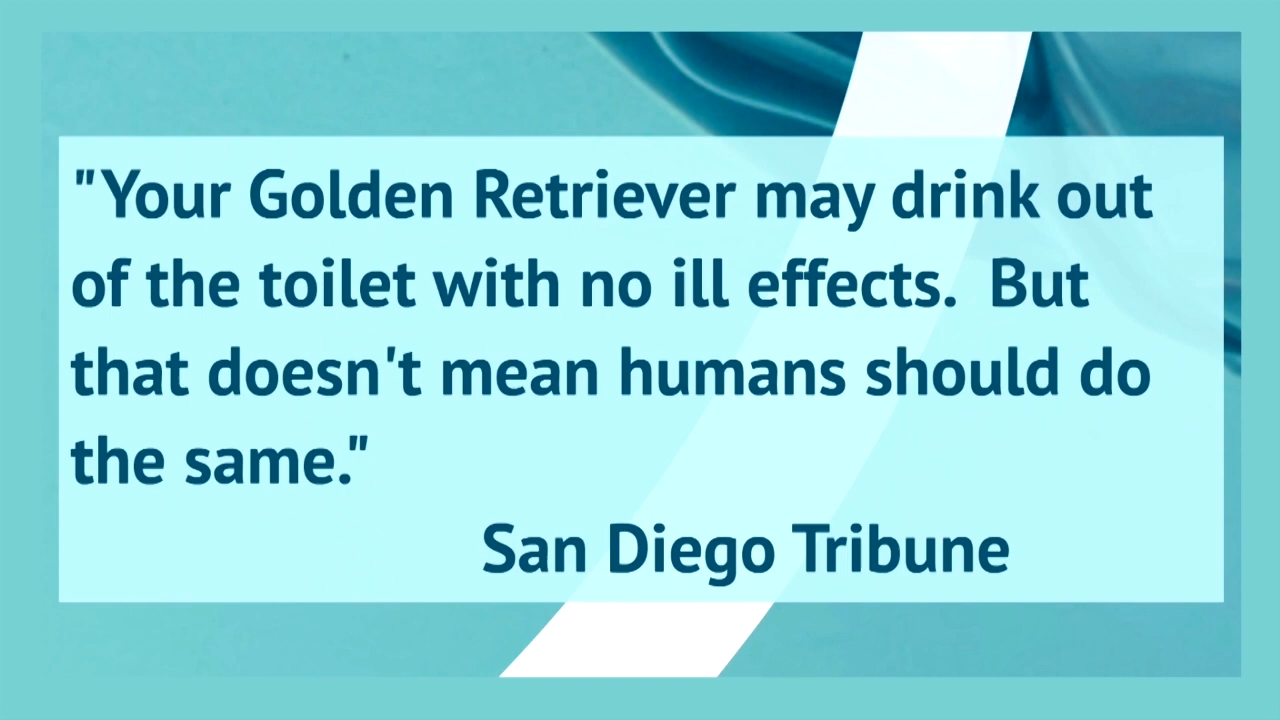 "Your Golden Retriever may drink out
of the toilet with no ill effects.  But
that doesn't mean humans should do
the same."
San Diego Tribune